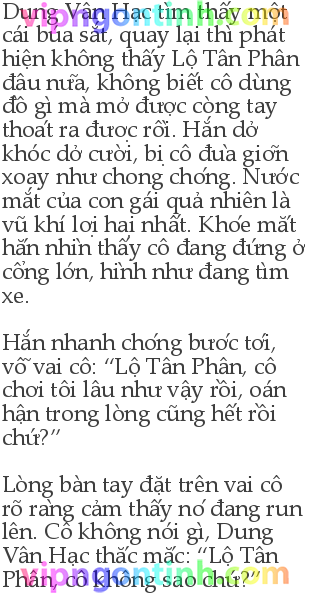 Dung Vân Hạc tìm thấy một
cái búa sắt, quay lại thì phát
hiện không thấy Lộ Tân Phân
đâu nữa, không biết cô dùng
đồ gì mà mở được còng tay
thoát ra được rồi. Hắn dở
khóc dở cười, bị cô đùa giỡn
xoay như chong chóng. Nước
mắt của con gái quả nhiên là
vũ khí lợi hại nhất. Khóe mắt
hắn nhìn thấy cô đang đứng ở
cổng lớn, hình như đang tìm
xe.
Hắn nhanh chóng bước tới,
vỗ vai cô: “Lộ Tân Phân, cô
chơi tôi lâu như vậy rồi, oán
hận trong lòng cũng hết rồi
chứ?”
Lòng bàn tay đặt trên vai cô
rõ ràng cảm thấy nó đang run
lên. Cô không nói gì, Dung
Vân Hạc thắc mắc: “Lộ Tân
Phân, cô không sao chứ?”
vipngontinh.com
vipngontinh.com
vipngontinh.com